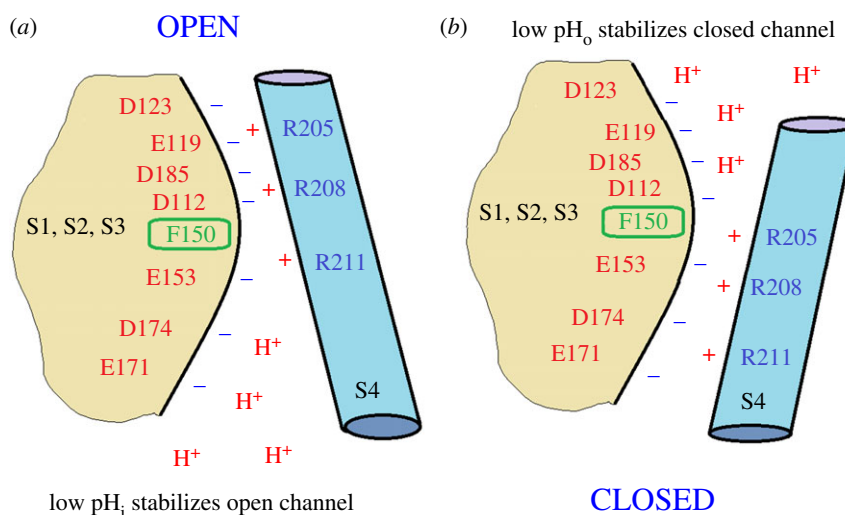 (a)
OPEN
D123
E119
D185
D112
S1, S2, S3
F150
E153
D174
E171
–
–
–
–
–
–
–
+
+
+
R205
R208
R211
S4
H⁺
H⁺
H⁺
H⁺
low pHᵢ stabilizes open channel
(b)
low pHₒ stabilizes closed channel
H⁺
H⁺
H⁺
H⁺
D123
E119
D185
D112
S1, S2, S3
F150
E153
D174
E171
–
–
–
–
–
–
–
+
+
+
R205
R208
R211
S4
CLOSED